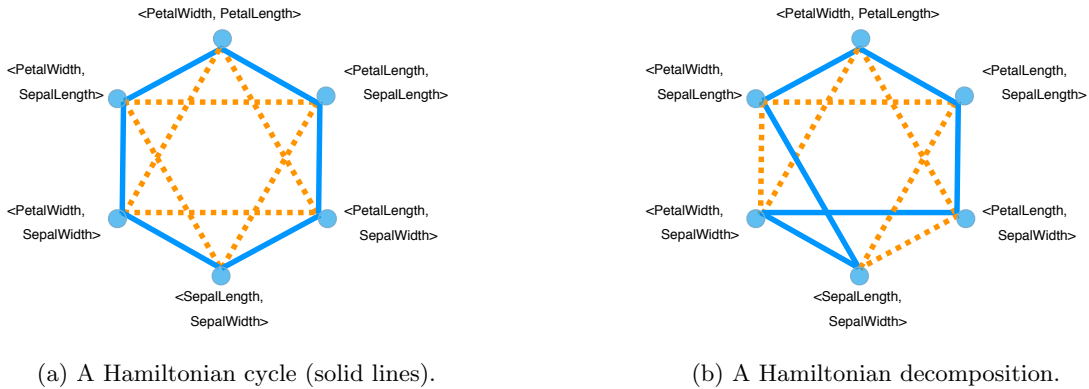 <PetalWidth, PetalLength>
<PetalWidth,
SepalLength>
<PetalLength,
SepalLength>
<PetalWidth,
SepalWidth>
<PetalLength,
SepalWidth>
<SepalLength,
SepalWidth>
(a) A Hamiltonian cycle (solid lines).
<PetalWidth, PetalLength>
<PetalWidth,
SepalLength>
<PetalLength,
SepalLength>
<PetalWidth,
SepalWidth>
<PetalLength,
SepalWidth>
<SepalLength,
SepalWidth>
(b) A Hamiltonian decomposition.